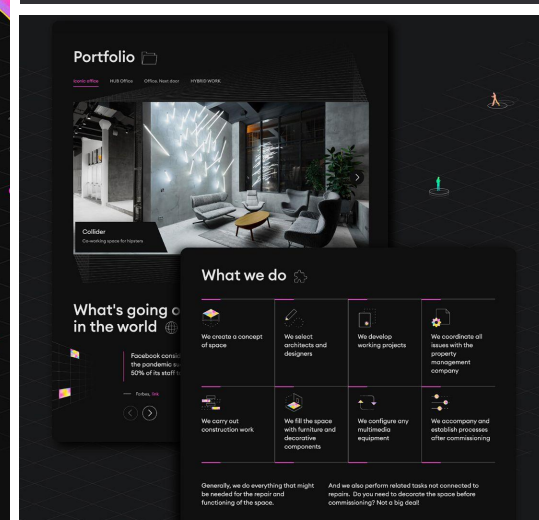 Portfolio
Iconic office
HUB Office
Office. Next door
HYBRID WORK
Collider
Co-working space for hipsters
What's going o
in the world
Facebook consid
the pandemic su
50% of its staff t
— Forbes, link
What we do
We create a concept
of space
We select
architects and
designers
We develop
working projects
We coordinate all
issues with the
property
management
company
We carry out
construction work
We fill the space
with furniture and
decorative
components
We configure any
multimedia
equipment
We accompany and
establish processes
after commissioning
Generally, we do everything that might
be needed for the repair and
functioning of the space.
And we also perform related tasks not connected to
repairs. Do you need to decorate the space before
commissioning? Not a big deal!